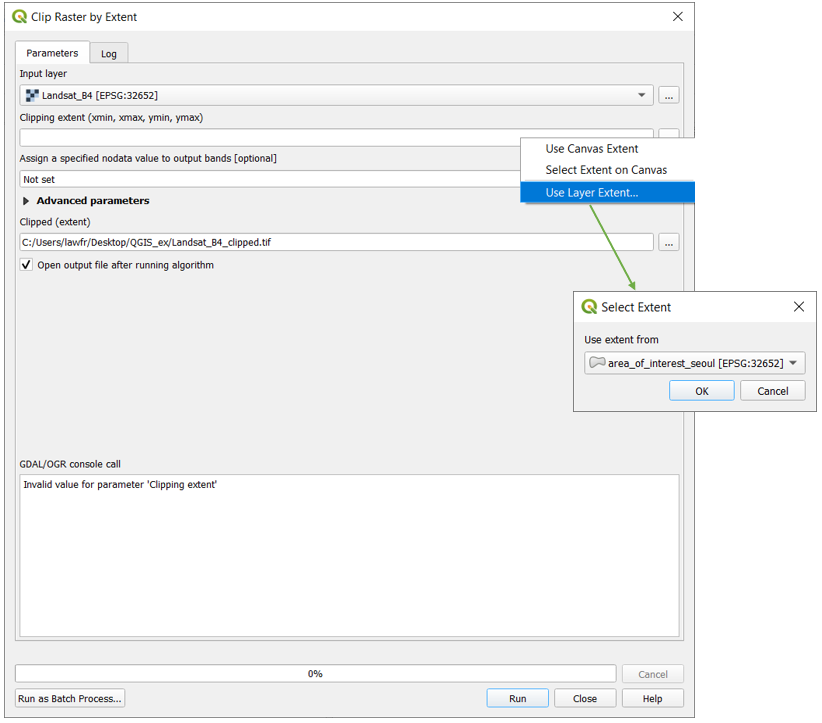 Clip Raster by Extent
Parameters
Log
Input layer
Landsat_B4 [EPSG:32652]
...
Clipping extent (xmin, xmax, ymin, ymax)
Use Canvas Extent
Assign a specified nodata value to output bands [optional]
Select Extent on Canvas
Not set
Use Layer Extent...
Advanced parameters
Clipped (extent)
C:/Users/lawfr/Desktop/QGIS_ex/Landsat_B4_clipped.tif
...
Open output file after running algorithm
Select Extent
Use extent from
area_of_interest_seoul [EPSG:32652]
OK
Cancel
GDAL/OGR console call
Invalid value for parameter 'Clipping extent'
0%
Cancel
Run as Batch Process...
Run
Close
Help